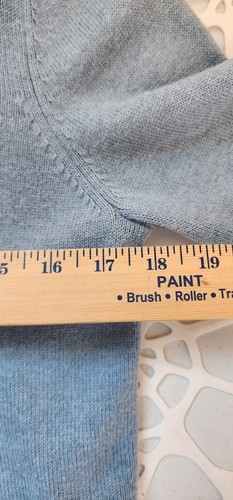 5 16 17 18 19
PAINT
• Brush • Roller • Tra